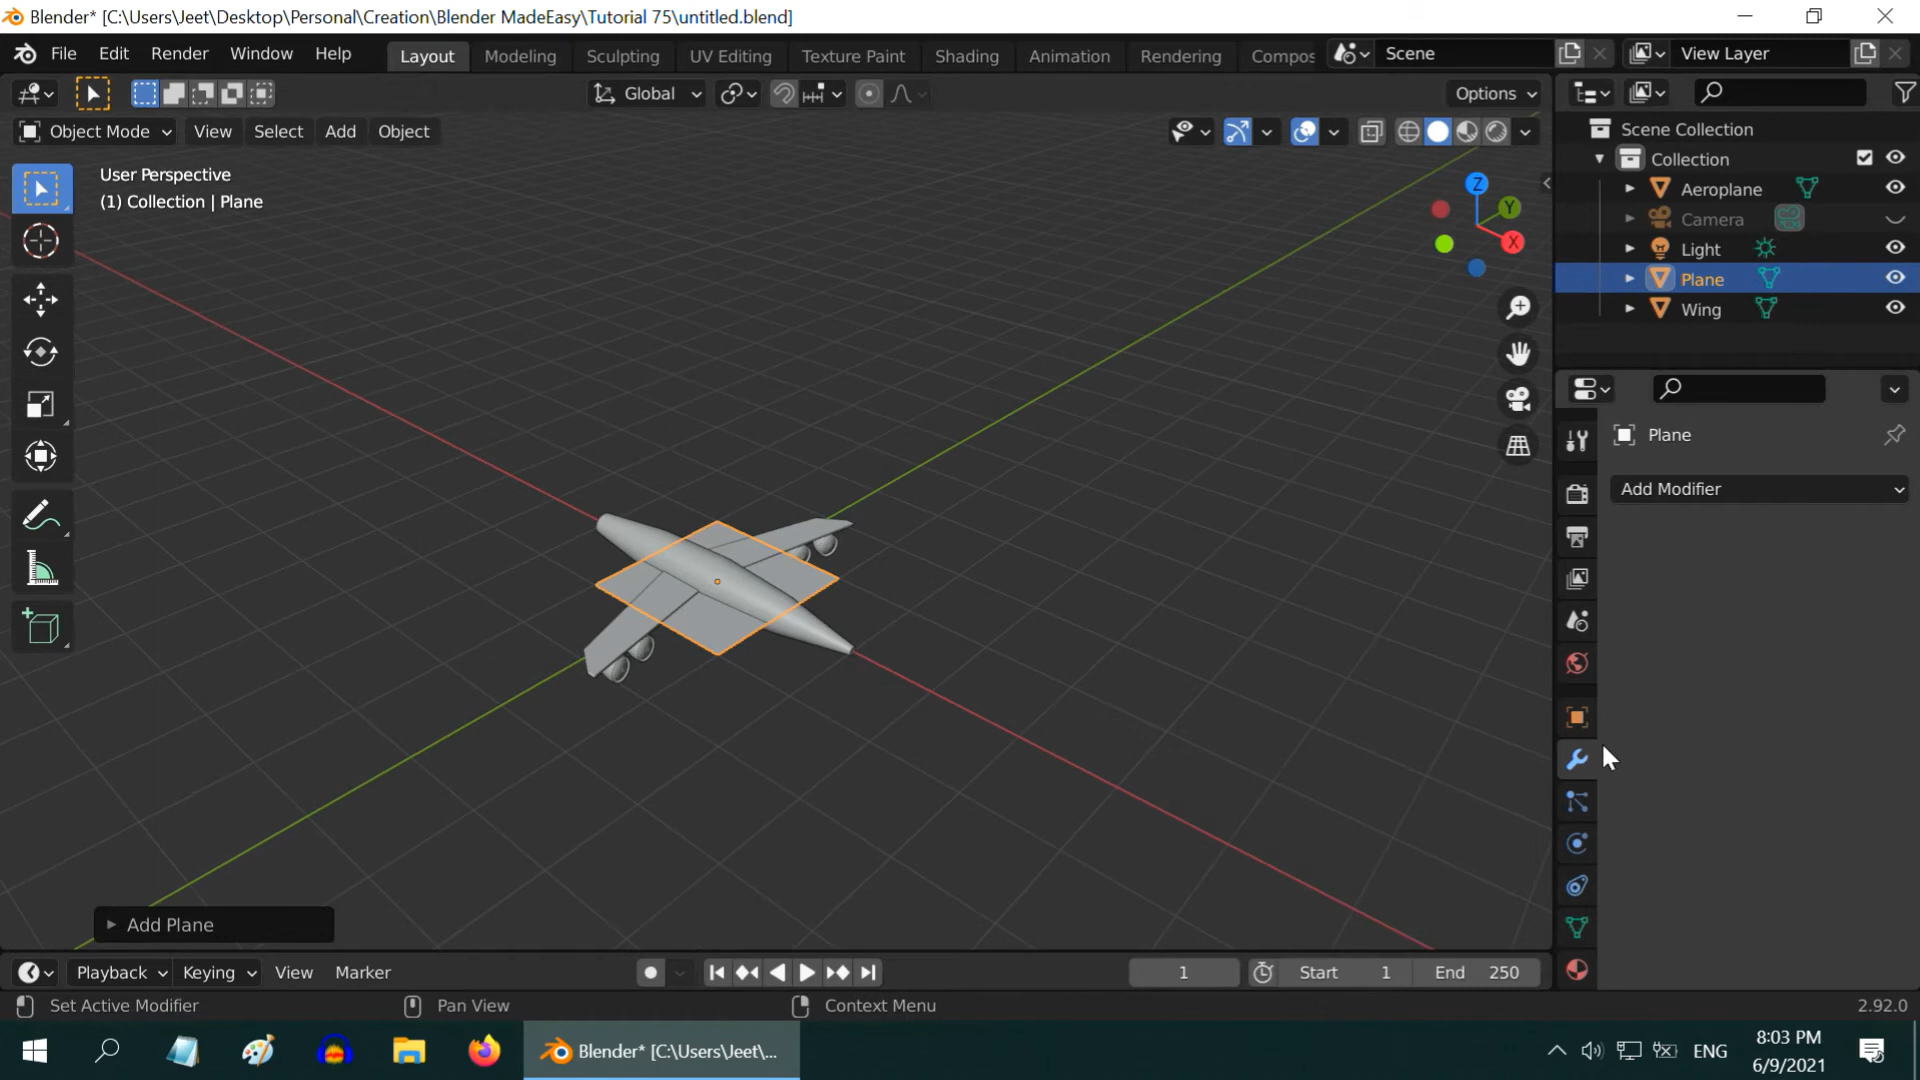 Blender* [C:\Users\Jeet\Desktop\Personal\Creation\Blender MadeEasy\Tutorial 75\untitled.blend]
File Edit Render Window Help Layout Modeling Sculpting UV Editing Texture Paint Shading Animation Rendering Compos Scene View Layer
Global Options
Object Mode View Select Add Object
User Perspective
(1) Collection | Plane
Z
Y
X
Scene Collection
Collection
Aeroplane
Camera
Light
Plane
Wing
Plane
Add Modifier
Add Plane
Playback Keying View Marker 1 Start 1 End 250
Set Active Modifier Pan View Context Menu 2.92.0
Blender* [C:\Users\Jeet\... ENG
8:03 PM
6/9/2021